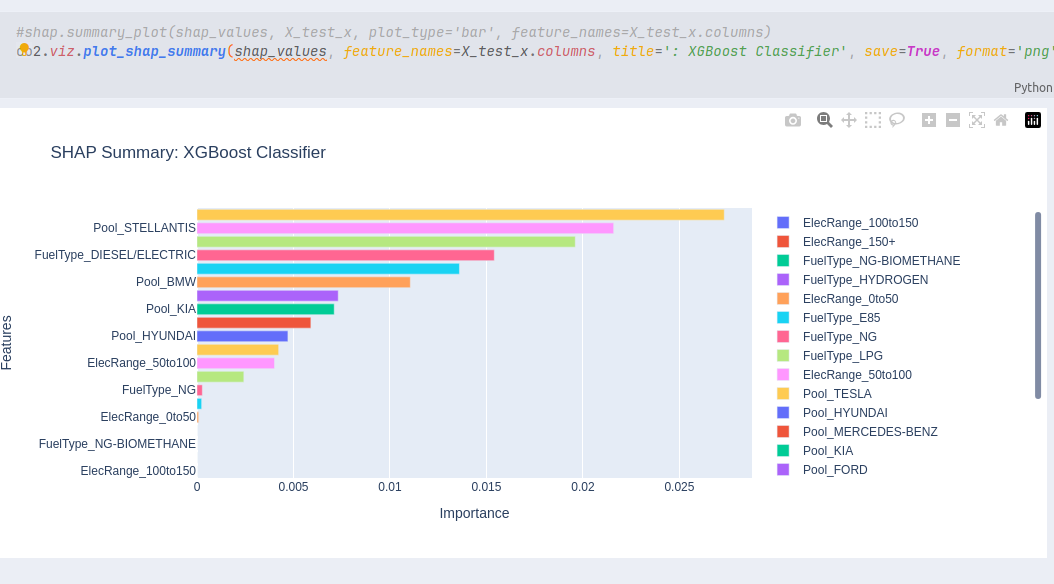 #shap.summary_plot(shap_values, X_test_x, plot_type='bar', feature_names=X_test_x.columns)
do2.viz.plot_shap_summary(shap_values, feature_names=X_test_x.columns, title=': XGBoost Classifier', save=True, format='png'
Python
SHAP Summary: XGBoost Classifier
Features
Pool_STELLANTIS
FuelType_DIESEL/ELECTRIC
Pool_BMW
Pool_KIA
Pool_HYUNDAI
ElecRange_50to100
FuelType_NG
ElecRange_0to50
FuelType_NG-BIOMETHANE
ElecRange_100to150
0 0.005 0.01 0.015 0.02 0.025
Importance
ElecRange_100to150
ElecRange_150+
FuelType_NG-BIOMETHANE
FuelType_HYDROGEN
ElecRange_0to50
FuelType_E85
FuelType_NG
FuelType_LPG
ElecRange_50to100
Pool_TESLA
Pool_HYUNDAI
Pool_MERCEDES-BENZ
Pool_KIA
Pool_FORD